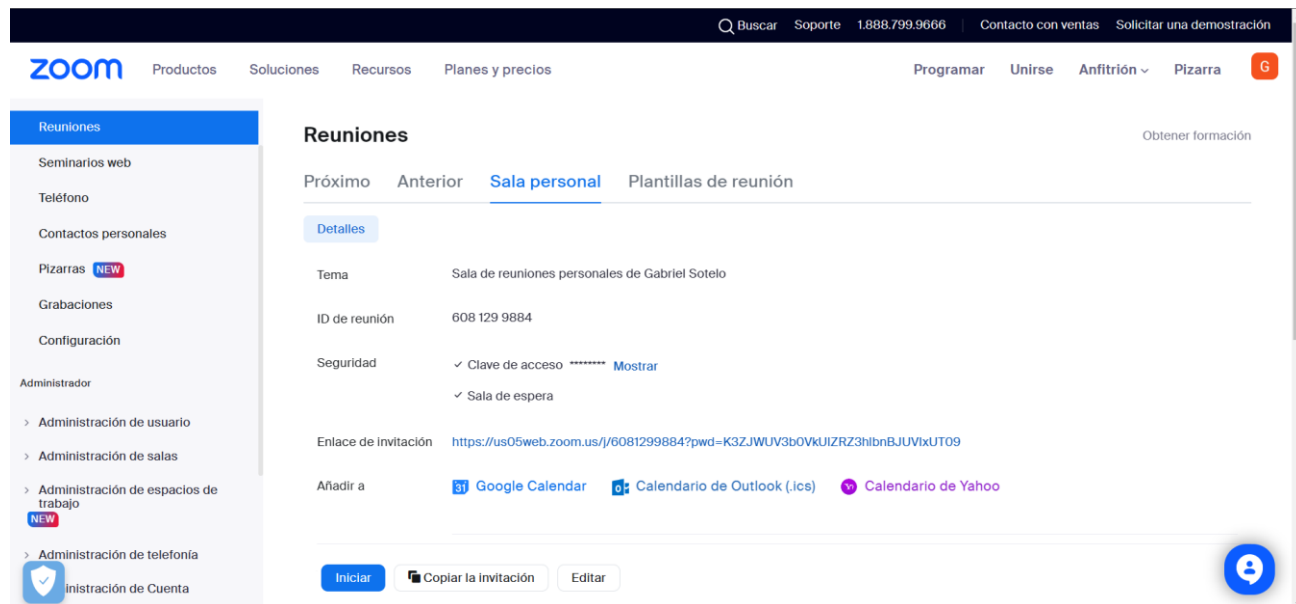 Buscar Soporte 1.888.799.9666 Contacto con ventas Solicitar una demostración
zoom Productos Soluciones Recursos Planes y precios Programar Unirse Anfitrión Pizarra G
Reuniones
Seminarios web
Teléfono
Contactos personales
Pizarras NEW
Grabaciones
Configuración
Administrador
Administración de usuario
Administración de salas
Administración de espacios de
trabajo
NEW
Administración de telefonía
inistración de Cuenta
Reuniones
Obtener formación
Próximo Anterior Sala personal Plantillas de reunión
Detalles
Tema Sala de reuniones personales de Gabriel Sotelo
ID de reunión 608 129 9884
Seguridad Clave de acceso ******** Mostrar
Sala de espera
Enlace de invitación https://us05web.zoom.us/j/6081299884?pwd=K3ZJWUV3b0VkUlZRZ3hlbnBJUVIxUT09
Añadir a 31 Google Calendar Calendario de Outlook (.ics) Calendario de Yahoo
Iniciar Copiar la invitación Editar